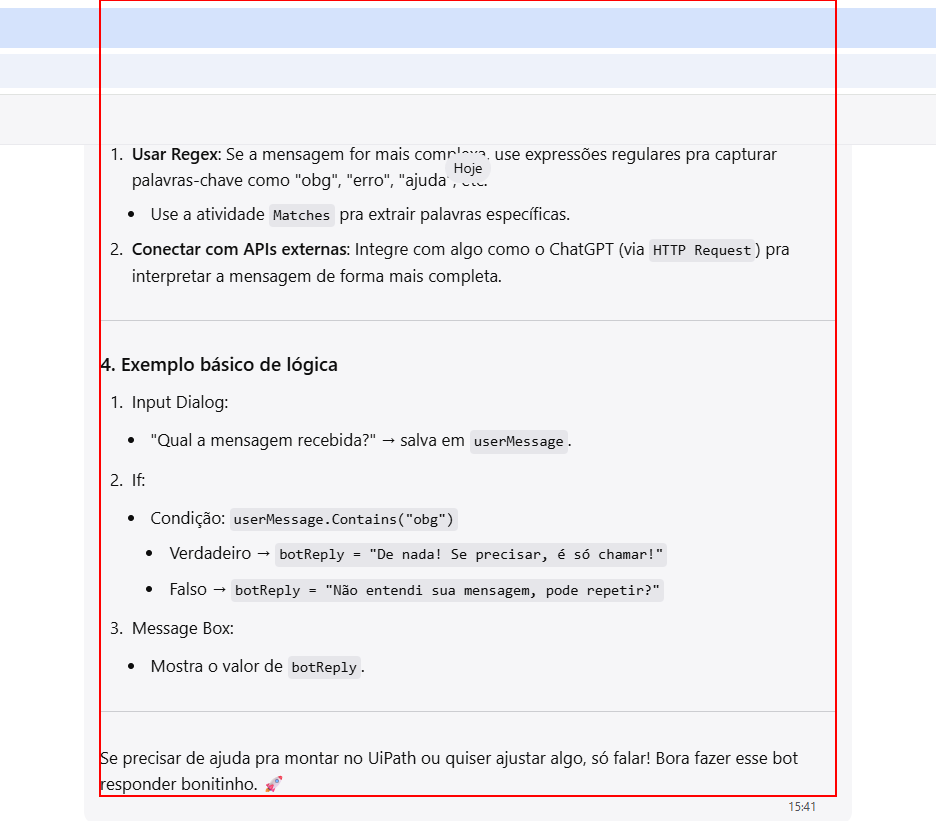 1. Usar Regex: Se a mensagem for mais complexa, use expressões regulares pra capturar
Hoje
palavras-chave como "obg", "erro", "ajuda", etc.
• Use a atividade Matches pra extrair palavras específicas.
2. Conectar com APIs externas: Integre com algo como o ChatGPT (via HTTP Request) pra
interpretar a mensagem de forma mais completa.
4. Exemplo básico de lógica
1. Input Dialog:
• "Qual a mensagem recebida?" → salva em userMessage.
2. If:
• Condição: userMessage.Contains("obg")
• Verdadeiro → botReply = "De nada! Se precisar, é só chamar!"
• Falso → botReply = "Não entendi sua mensagem, pode repetir?"
3. Message Box:
• Mostra o valor de botReply.
Se precisar de ajuda pra montar no UiPath ou quiser ajustar algo, só falar! Bora fazer esse bot
responder bonitinho. 🚀
15:41